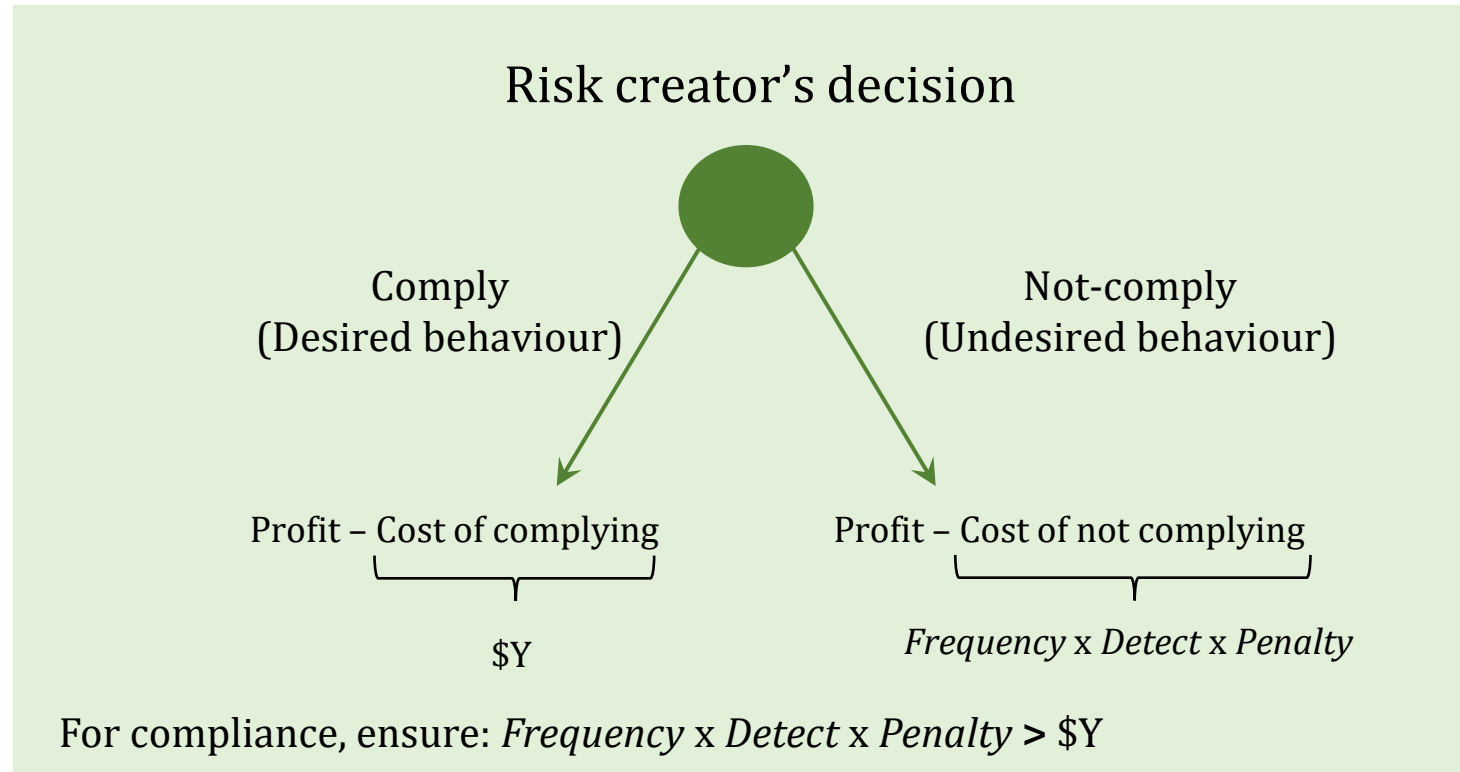 Risk creator’s decision
Comply
(Desired behaviour)
Not-comply
(Undesired behaviour)
Profit – Cost of complying
Profit – Cost of not complying
$Y
Frequency x Detect x Penalty
For compliance, ensure: Frequency x Detect x Penalty > $Y